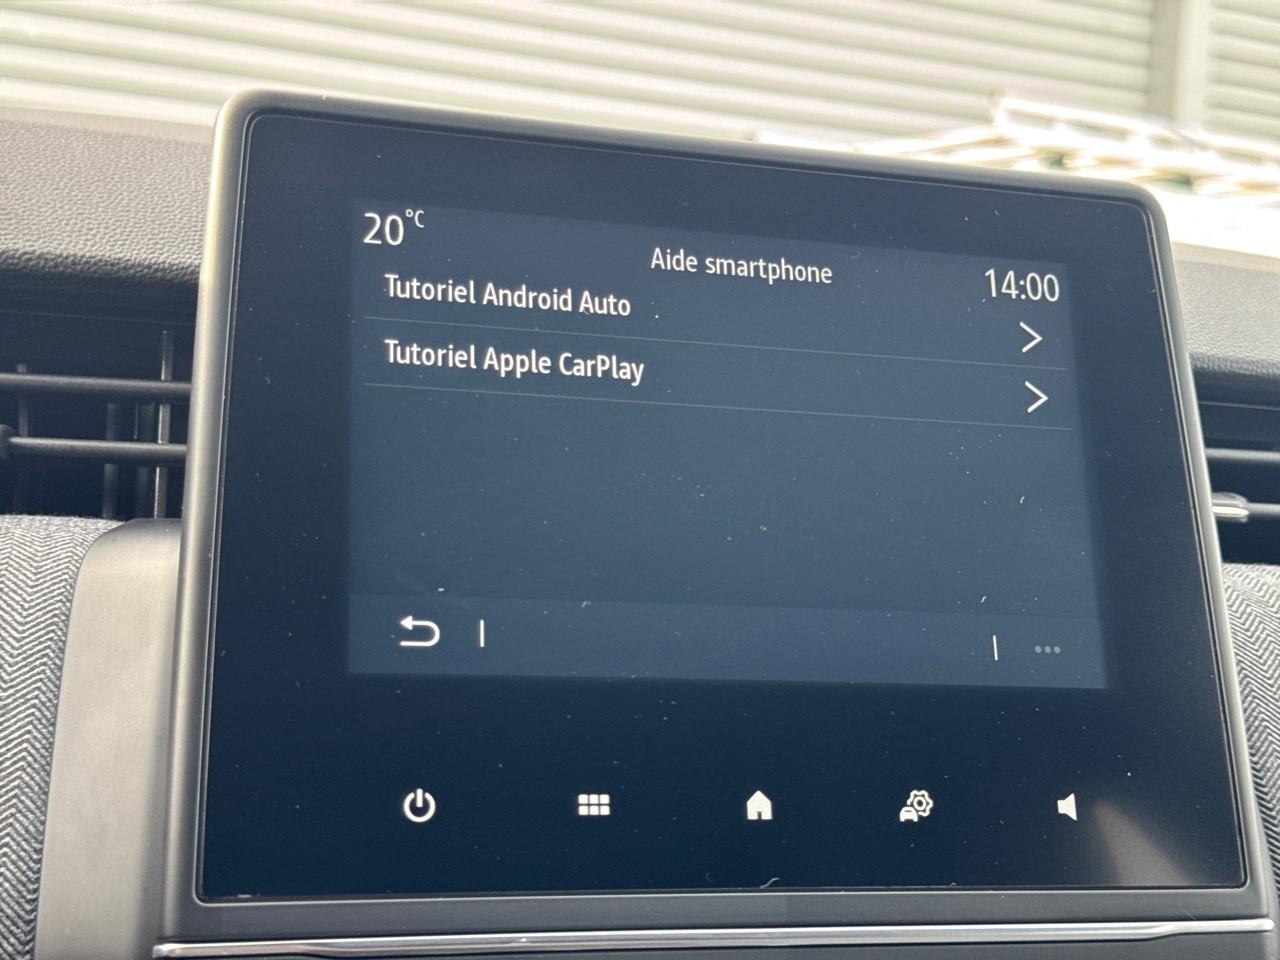 20°C
Aide smartphone
14:00
Tutoriel Android Auto
Tutoriel Apple CarPlay